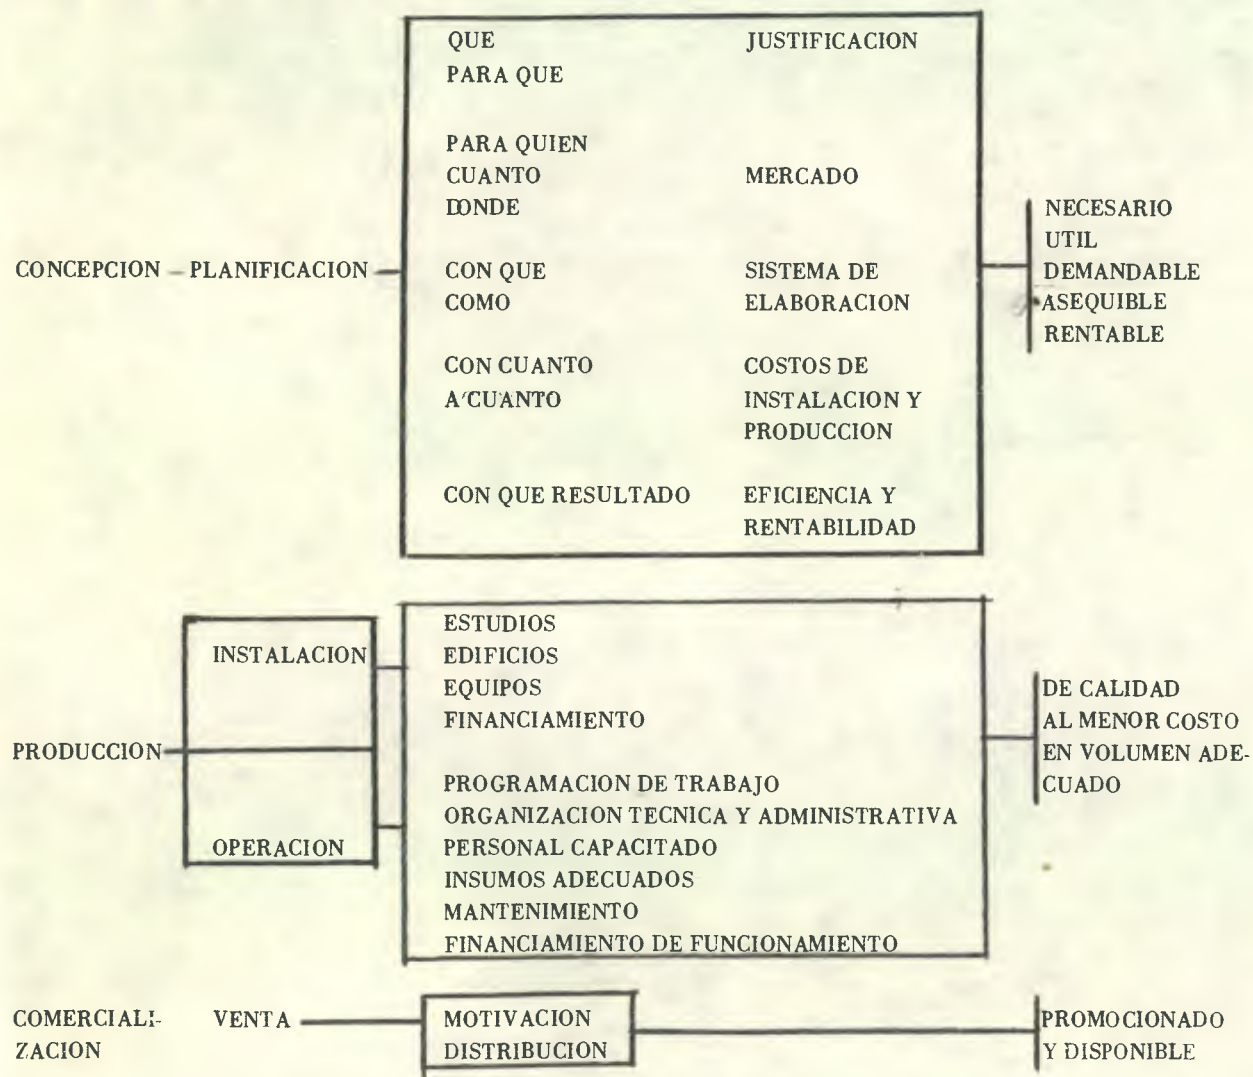 QUE JUSTIFICACION
PARA QUE
PARA QUIEN
CUANTO MERCADO
DONDE
CONCEPCION – PLANIFICACION
CON QUE SISTEMA DE
COMO ELABORACION
CON CUANTO COSTOS DE
A CUANTO INSTALACION Y
PRODUCCION
CON QUE RESULTADO EFICIENCIA Y
RENTABILIDAD
NECESARIO
UTIL
DEMANDABLE
ASEQUIBLE
RENTABLE
PRODUCCION
INSTALACION
OPERACION
ESTUDIOS
EDIFICIOS
EQUIPOS
FINANCIAMIENTO
PROGRAMACION DE TRABAJO
ORGANIZACION TECNICA Y ADMINISTRATIVA
PERSONAL CAPACITADO
INSUMOS ADECUADOS
MANTENIMIENTO
FINANCIAMIENTO DE FUNCIONAMIENTO
DE CALIDAD
AL MENOR COSTO
EN VOLUMEN ADE-
CUADO
COMERCIALI-
ZACION
VENTA
MOTIVACION
DISTRIBUCION
PROMOCIONADO
Y DISPONIBLE